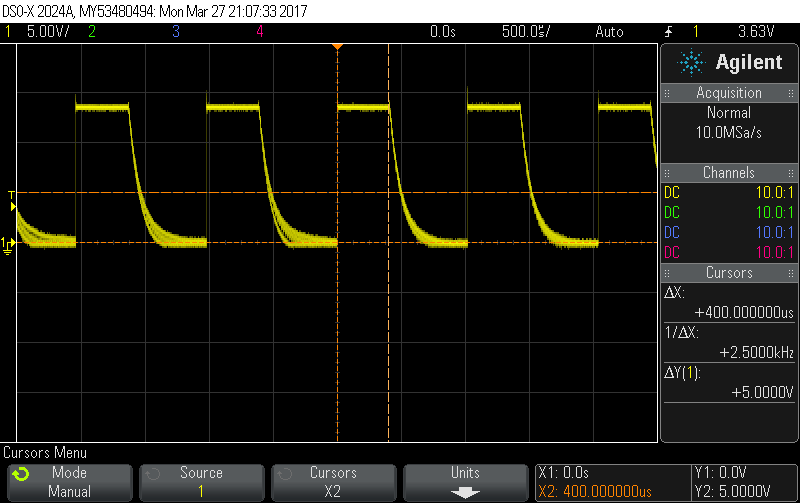 DSO-X 2024A, MY53480494: Mon Mar 27 21:07:33 2017
1 5.00V/ 2 3 4 0.0s 500.0us/ Auto 1 3.63V
Agilent
Acquisition
Normal
10.0MSa/s
Channels
DC 10.0:1
DC 10.0:1
DC 10.0:1
DC 10.0:1
Cursors
ΔX:
+400.000000us
1/ΔX:
+2.5000kHz
ΔY(1):
+5.0000V
T
1
Cursors Menu
Mode
Manual
Source
1
Cursors
X2
Units
X1: 0.0s
X2: 400.000000us
Y1: 0.0V
Y2: 5.0000V